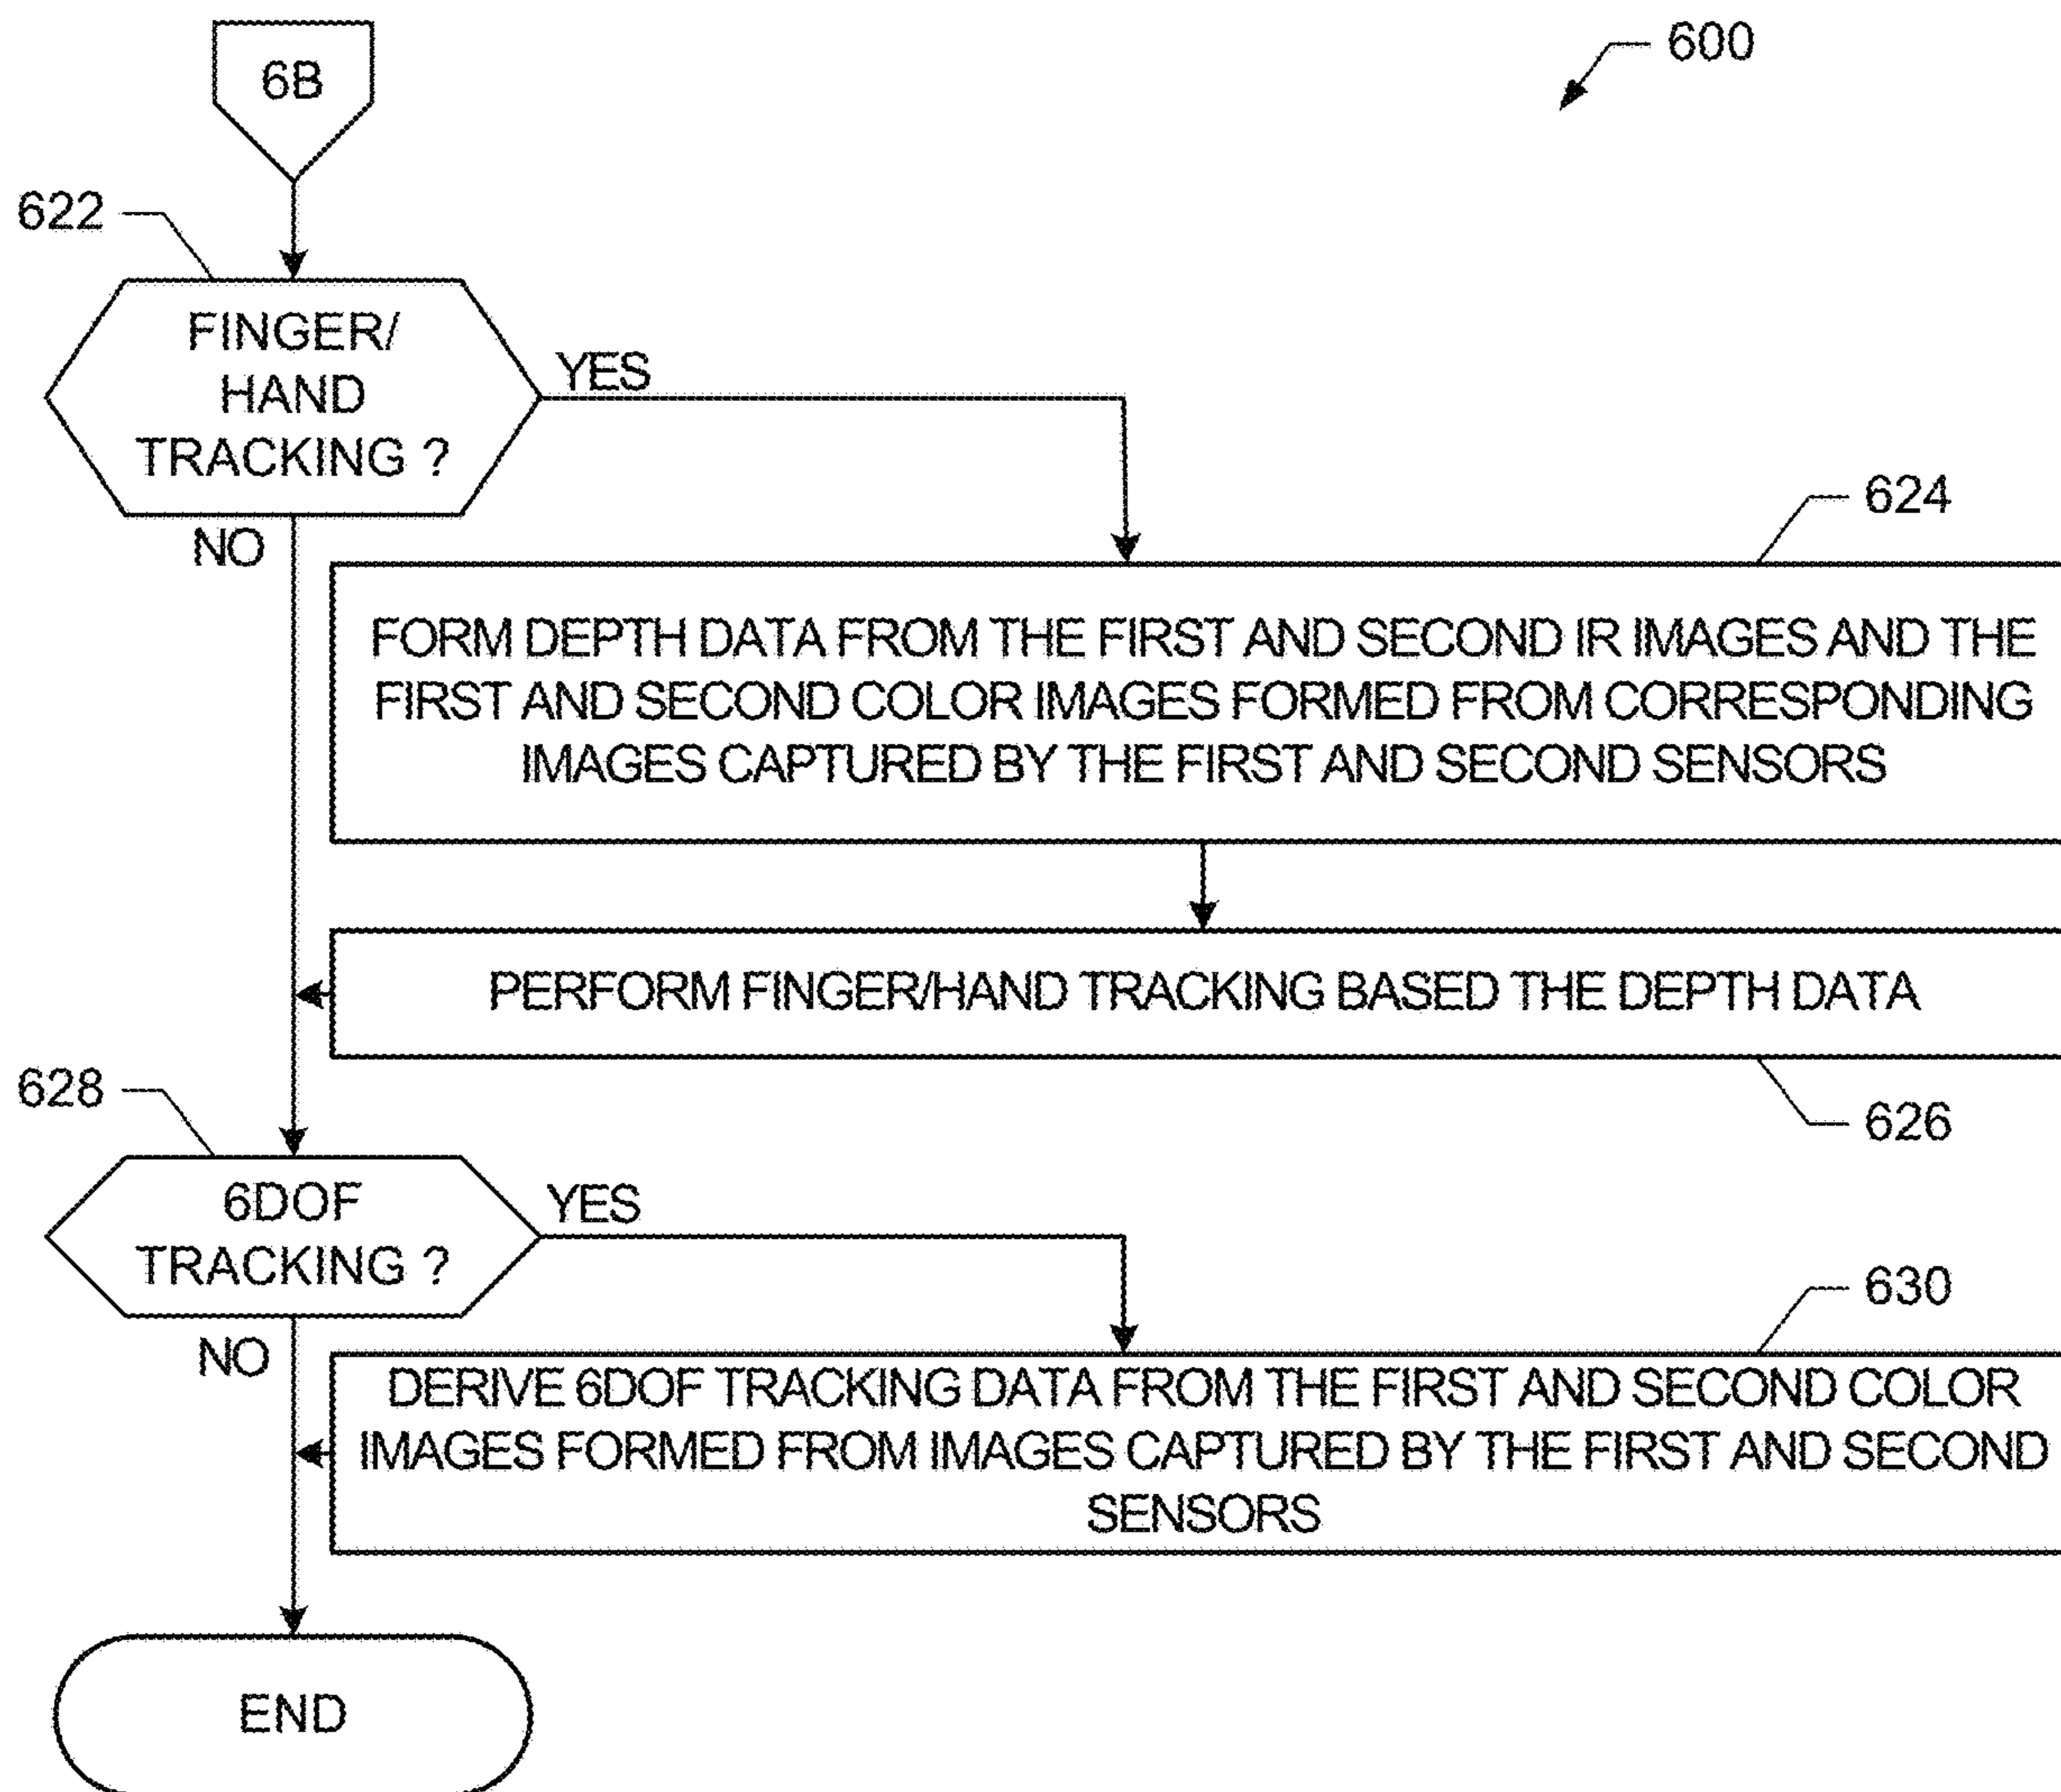 6B
600
622
FINGER/
HAND
TRACKING ?
YES
NO
624
FORM DEPTH DATA FROM THE FIRST AND SECOND IR IMAGES AND THE
FIRST AND SECOND COLOR IMAGES FORMED FROM CORRESPONDING
IMAGES CAPTURED BY THE FIRST AND SECOND SENSORS
PERFORM FINGER/HAND TRACKING BASED THE DEPTH DATA
626
628
6DOF
TRACKING ?
YES
NO
630
DERIVE 6DOF TRACKING DATA FROM THE FIRST AND SECOND COLOR
IMAGES FORMED FROM IMAGES CAPTURED BY THE FIRST AND SECOND
SENSORS
END